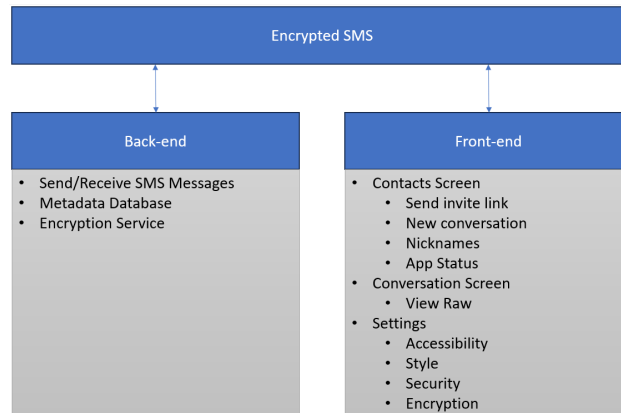 Encrypted SMS
Back-end
• Send/Receive SMS Messages
• Metadata Database
• Encryption Service
Front-end
• Contacts Screen
• Send invite link
• New conversation
• Nicknames
• App Status
• Conversation Screen
• View Raw
• Settings
• Accessibility
• Style
• Security
• Encryption